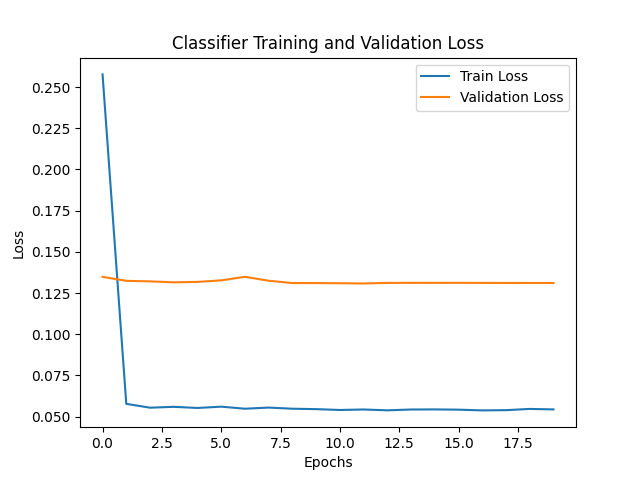 Classifier Training and Validation Loss
Train Loss
Validation Loss
Loss
0.250
0.225
0.200
0.175
0.150
0.125
0.100
0.075
0.050
0.0 2.5 5.0 7.5 10.0 12.5 15.0 17.5
Epochs